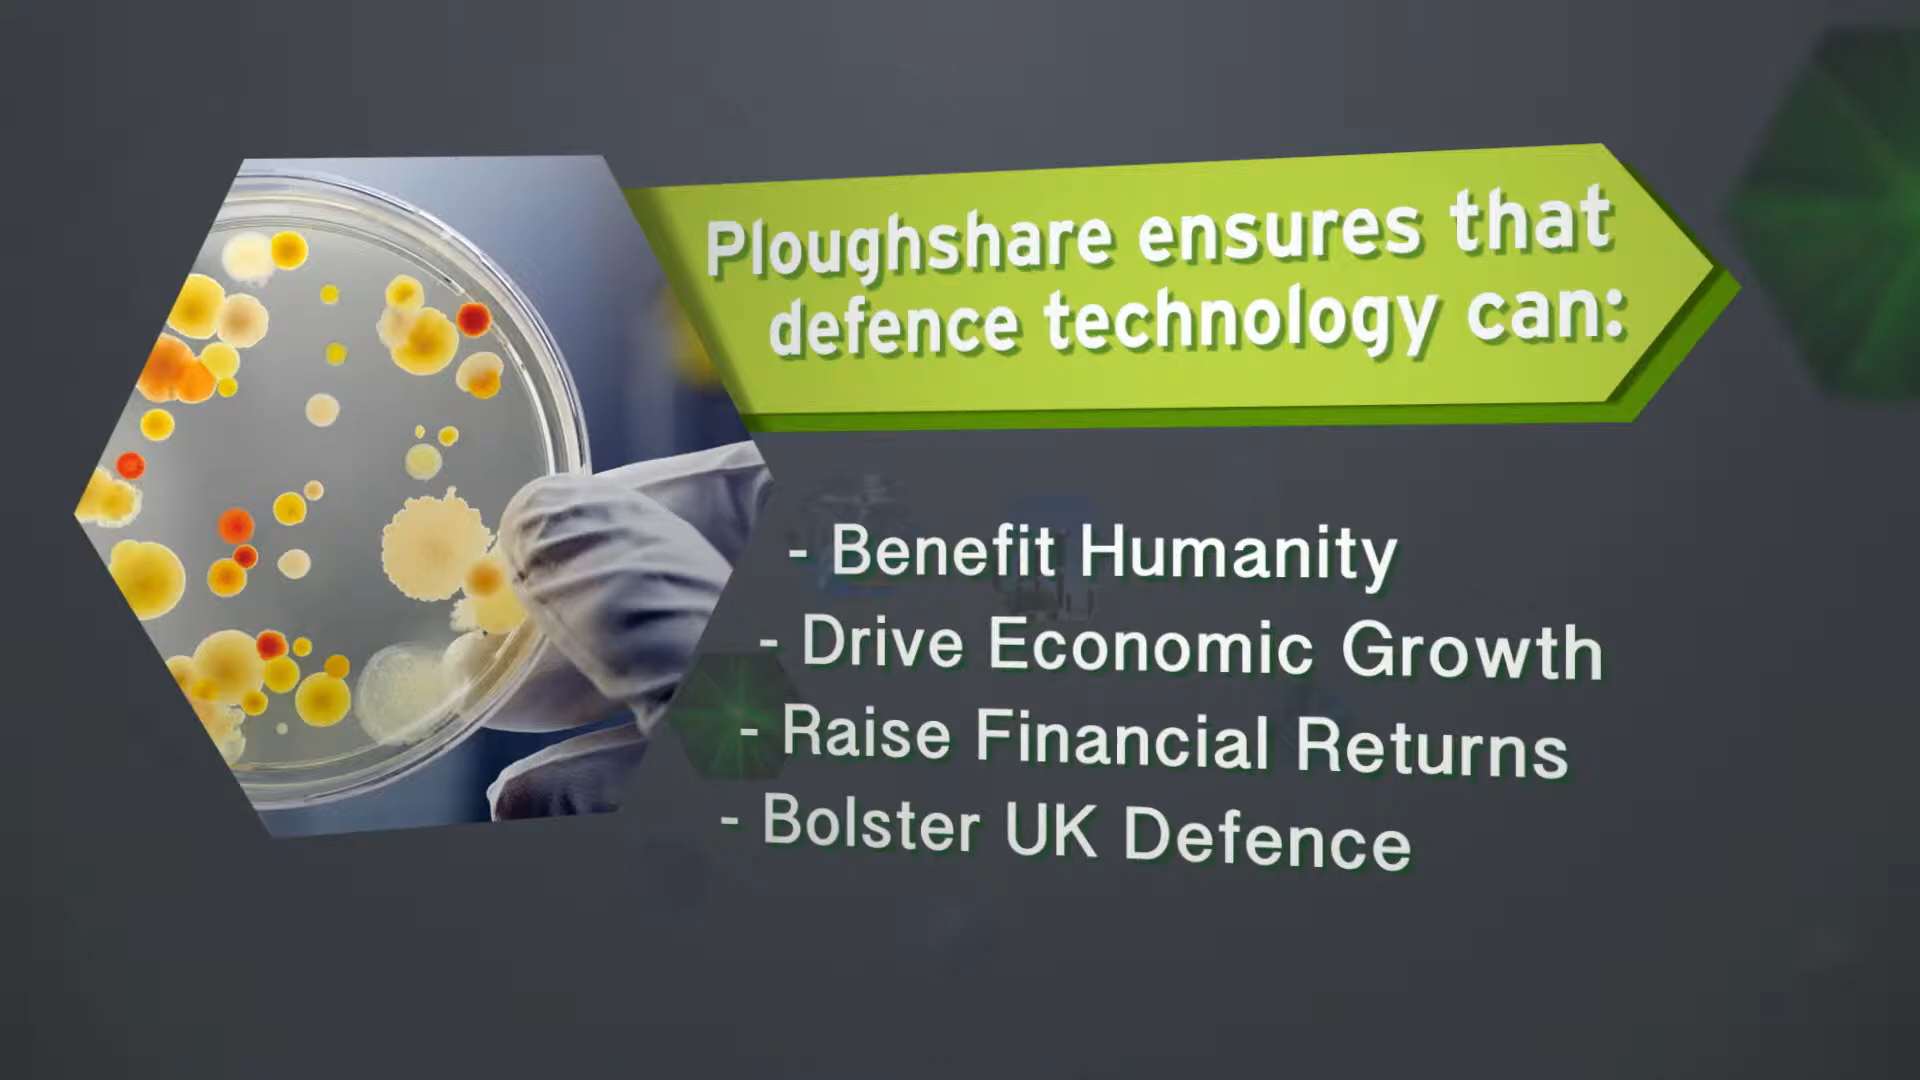 Ploughshare ensures that
defence technology can:
- Benefit Humanity
- Drive Economic Growth
- Raise Financial Returns
- Bolster UK Defence